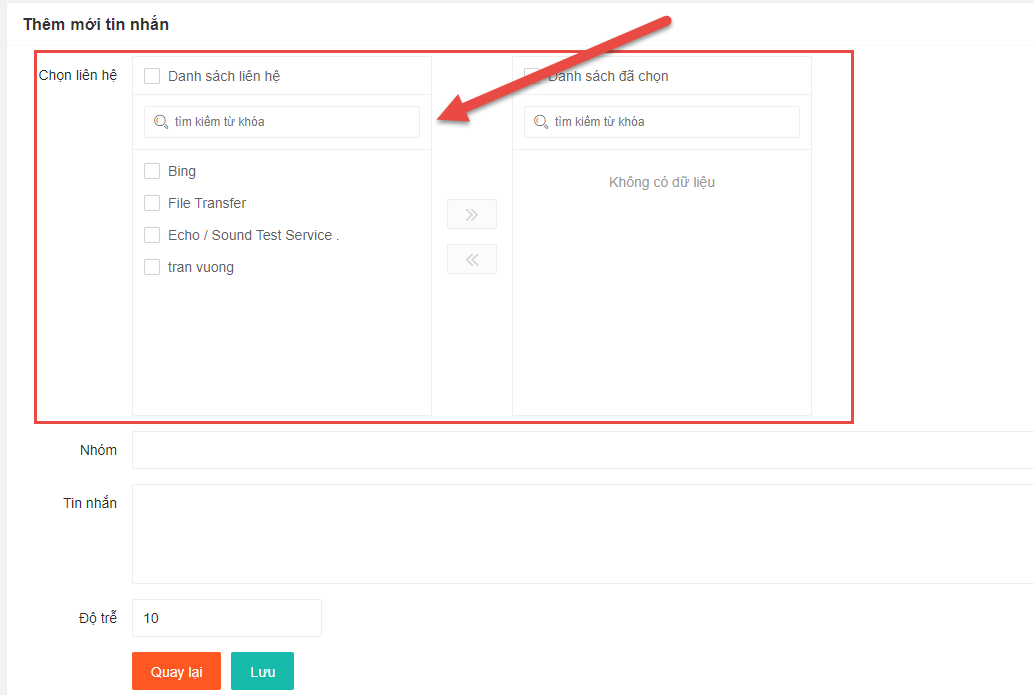 Thêm mới tin nhắn
Chọn liên hệ
Danh sách liên hệ
Danh sách đã chọn
tìm kiếm từ khóa
tìm kiếm từ khóa
Bing
Không có dữ liệu
File Transfer
Echo / Sound Test Service .
tran vuong
Nhóm
Tin nhắn
Độ trễ
10
Quay lại
Lưu